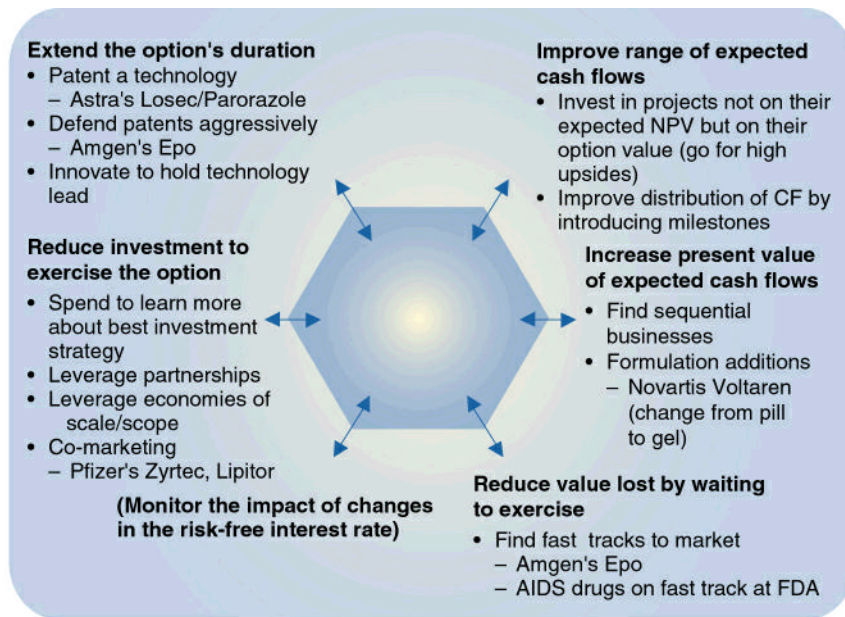 Extend the option's duration
• Patent a technology
– Astra's Losec/Parorazole
• Defend patents aggressively
– Amgen's Epo
• Innovate to hold technology
lead
Improve range of expected
cash flows
• Invest in projects not on their
expected NPV but on their
option value (go for high
upsides)
• Improve distribution of CF by
introducing milestones
Reduce investment to
exercise the option
• Spend to learn more
about best investment
strategy
• Leverage partnerships
• Leverage economies of
scale/scope
• Co-marketing
– Pfizer's Zyrtec, Lipitor
Increase present value
of expected cash flows
• Find sequential
businesses
• Formulation additions
– Novartis Voltaren
(change from pill
to gel)
(Monitor the impact of changes
in the risk-free interest rate)
Reduce value lost by waiting
to exercise
• Find fast tracks to market
– Amgen's Epo
– AIDS drugs on fast track at FDA